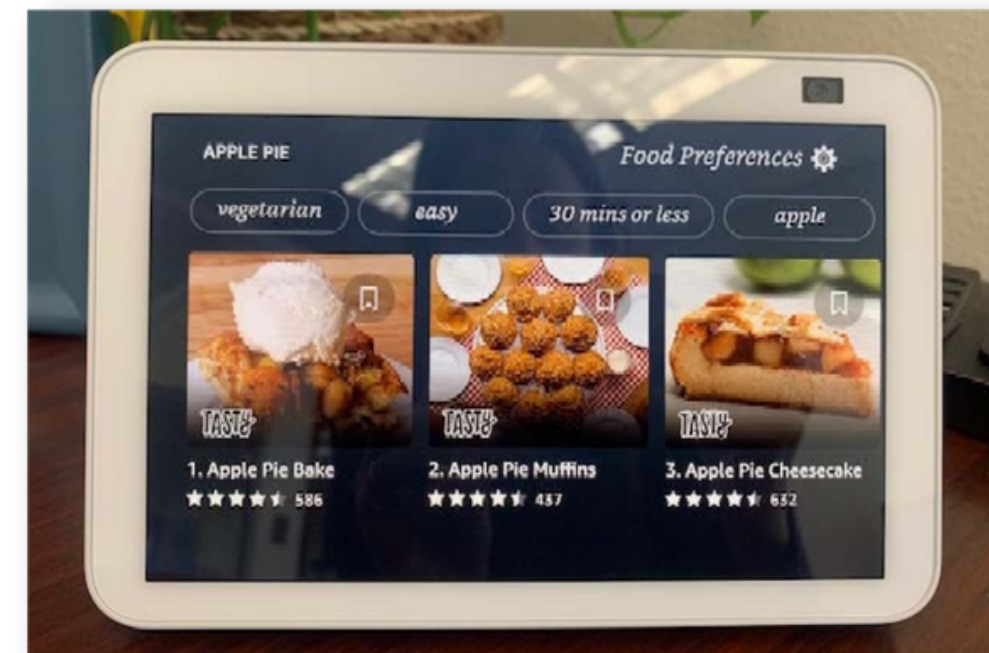 APPLE PIE
Food Preferences
vegetarian
easy
30 mins or less
apple
TASTY
TASTY
TASTY
1. Apple Pie Bake
2. Apple Pie Muffins
3. Apple Pie Cheesecake
586
437
632